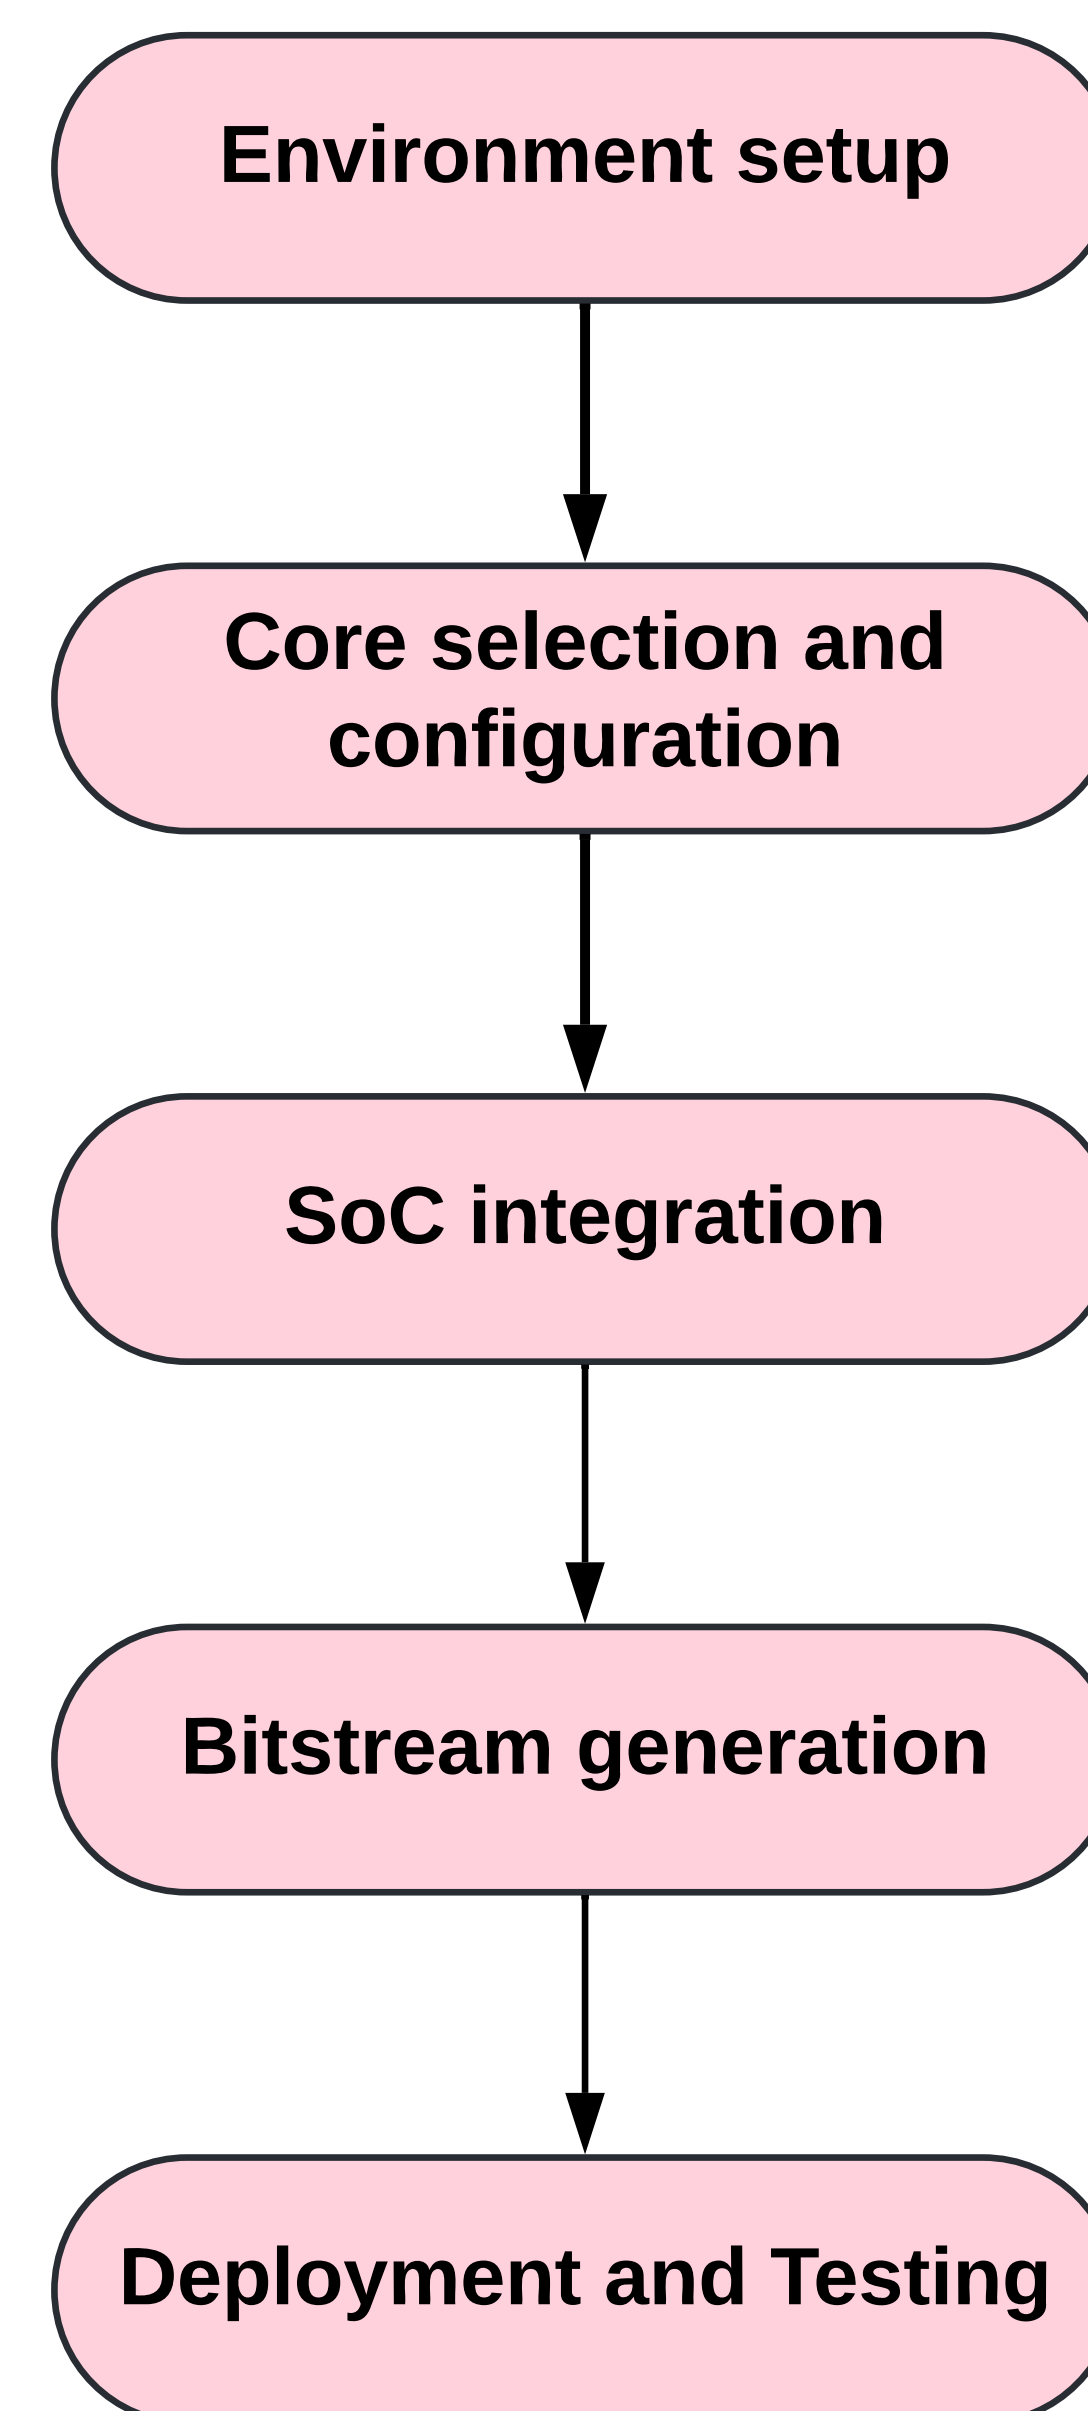 Environment setup
Core selection and
configuration
SoC integration
Bitstream generation
Deployment and Testing